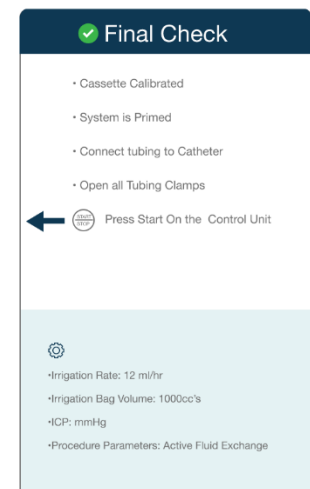 Final Check
• Cassette Calibrated
• System is Primed
• Connect tubing to Catheter
• Open all Tubing Clamps
START
STOP
Press Start On the Control Unit
•Irrigation Rate: 12 ml/hr
•Irrigation Bag Volume: 1000cc's
•ICP: mmHg
•Procedure Parameters: Active Fluid Exchange